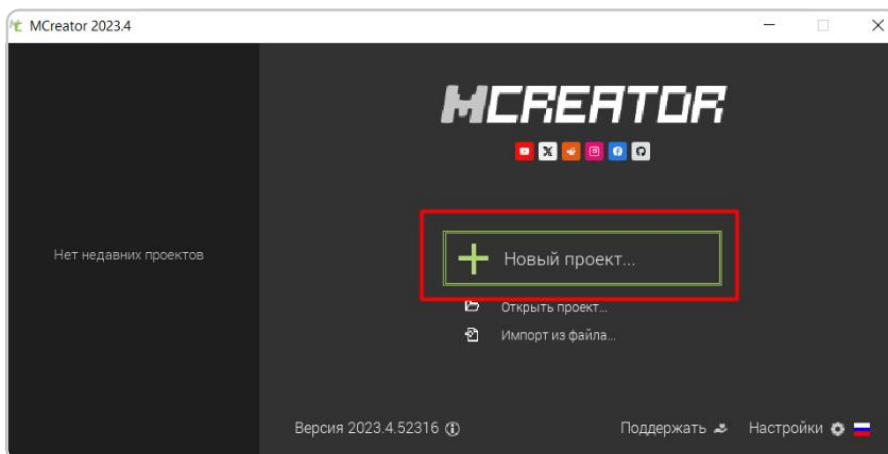 MCreator 2023.4
MCREATOR
Нет недавних проектов
Новый проект...
Открыть проект...
Импорт из файла...
Версия 2023.4.52316
Поддержать
Настройки